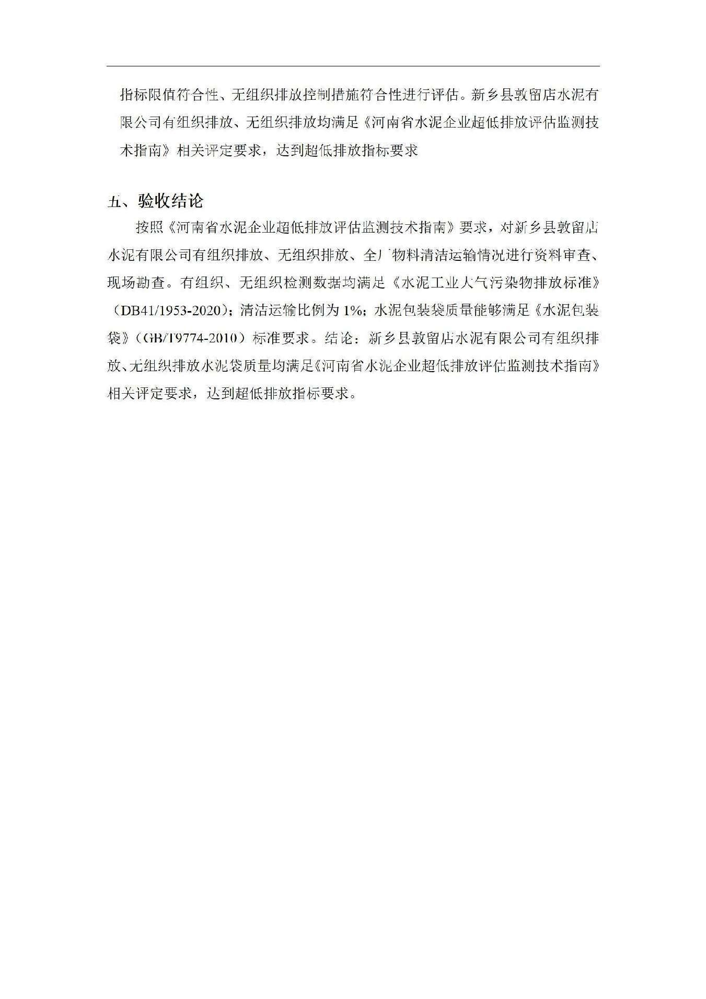 指标限值符合性、无组织排放控制措施符合性进行评估。新乡县敦留店水泥有
限公司有组织排放、无组织排放均满足《河南省水泥企业超低排放评估监测技
术指南》相关评定要求，达到超低排放指标要求
五、验收结论
按照《河南省水泥企业超低排放评估监测技术指南》要求，对新乡县敦留店
水泥有限公司有组织排放、无组织排放、全厂物料清洁运输情况进行资料审查、
现场勘查。有组织、无组织检测数据均满足《水泥工业大气污染物排放标准》
（DB41/1953-2020）；清洁运输比例为 1%；水泥包装袋质量能够满足《水泥包装
袋》（GB/T9774-2010）标准要求。结论：新乡县敦留店水泥有限公司有组织排
放、无组织排放水泥袋质量均满足《河南省水泥企业超低排放评估监测技术指南》
相关评定要求，达到超低排放指标要求。